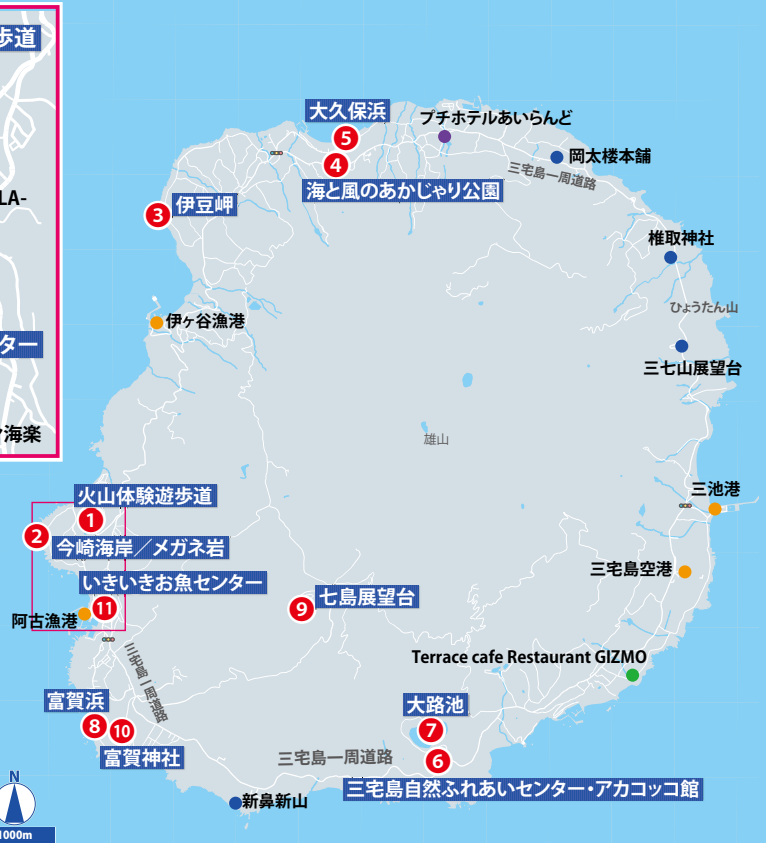 歩道
LA-
ター
海楽
大久保浜
5
プチホテルあいらんど
4
岡太楼本舗
海と風のあかじゃり公園
三宅島一周道路
3
伊豆岬
椎取神社
ひょうたん山
伊ヶ谷漁港
三七山展望台
雄山
火山体験遊歩道
1
三池港
2
今崎海岸／メガネ岩
いきいきお魚センター
三宅島空港
11
阿古漁港
9
七島展望台
三宅島一周道路
Terrace cafe Restaurant GIZMO
富賀浜
8
10
富賀神社
大路池
7
三宅島一周道路
6
三宅島自然ふれあいセンター・アカコッコ館
新鼻新山
N
1000m